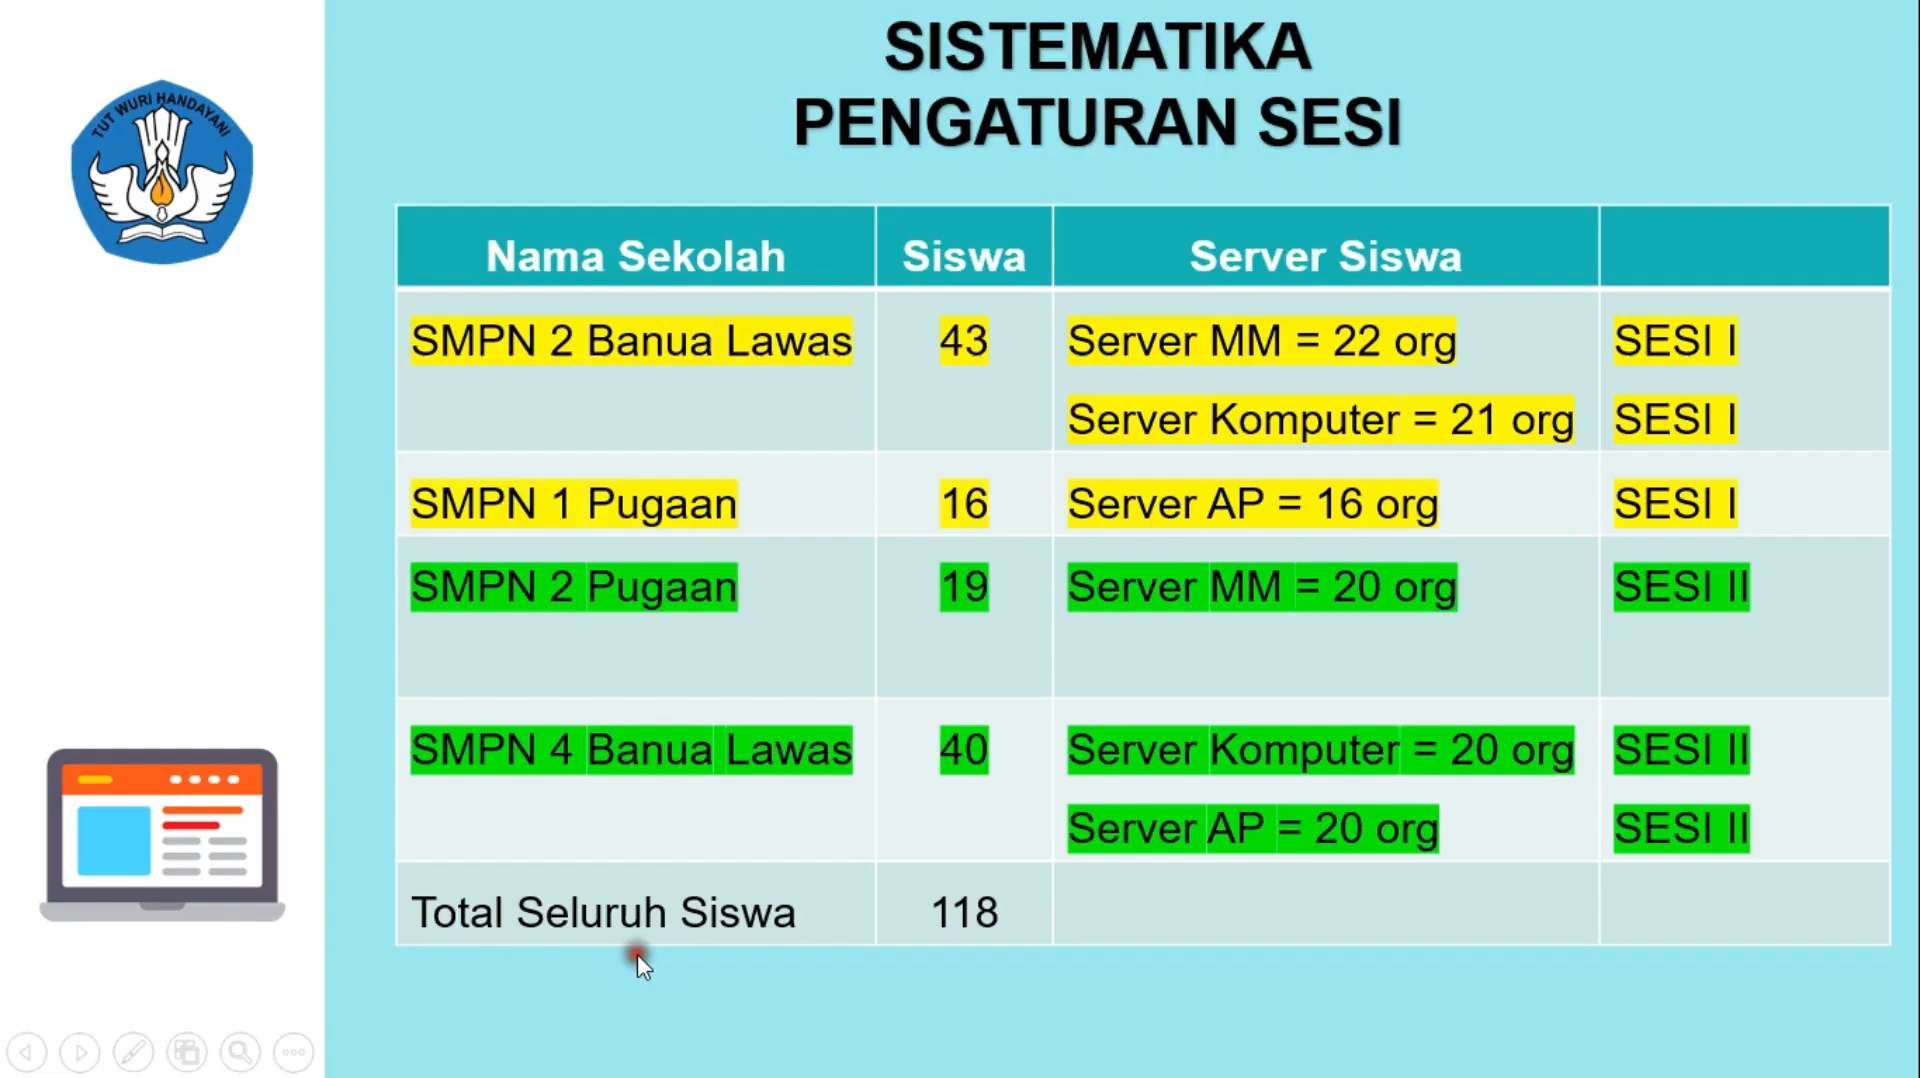 SISTEMATIKA
PENGATURAN SESI
TUT WURI HANDAYANI
Nama Sekolah Siswa Server Siswa
SMPN 2 Banua Lawas 43 Server MM = 22 org SESI I
Server Komputer = 21 org SESI I
SMPN 1 Pugaan 16 Server AP = 16 org SESI I
SMPN 2 Pugaan 19 Server MM = 20 org SESI II
SMPN 4 Banua Lawas 40 Server Komputer = 20 org SESI II
Server AP = 20 org SESI II
Total Seluruh Siswa 118